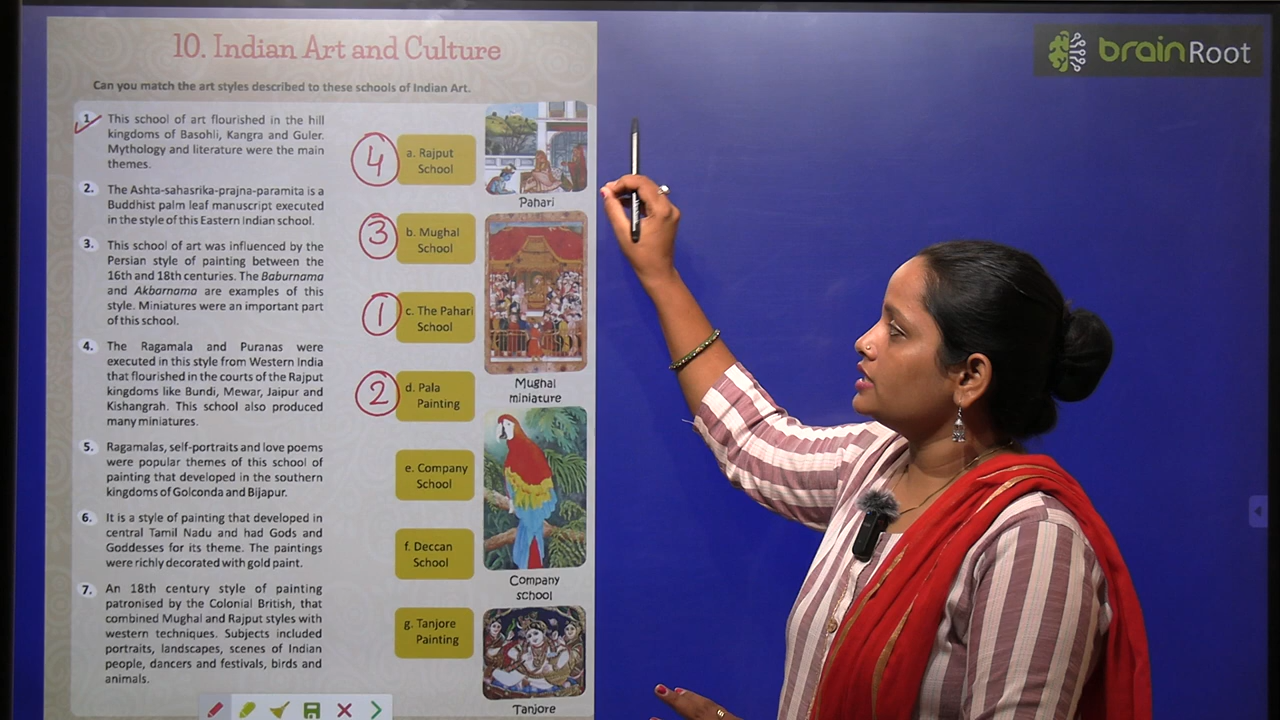 10. Indian Art and Culture
brainRoot
Can you match the art styles described to these schools of Indian Art.
1. This school of art flourished in the hill
kingdoms of Basohli, Kangra and Guler.
Mythology and literature were the main
themes.
2. The Ashta-sahasrika-prajna-paramita is a
Buddhist palm leaf manuscript executed
in the style of this Eastern Indian school.
3. This school of art was influenced by the
Persian style of painting between the
16th and 18th centuries. The Baburnama
and Akbarnama are examples of this
style. Miniatures were an important part
of this school.
4. The Ragamala and Puranas were
executed in this style from Western India
that flourished in the courts of the Rajput
kingdoms like Bundi, Mewar, Jaipur and
Kishangrah. This school also produced
many miniatures.
5. Ragamalas, self-portraits and love poems
were popular themes of this school of
painting that developed in the southern
kingdoms of Golconda and Bijapur.
6. It is a style of painting that developed in
central Tamil Nadu and had Gods and
Goddesses for its theme. The paintings
were richly decorated with gold paint.
7. An 18th century style of painting
patronised by the Colonial British, that
combined Mughal and Rajput styles with
western techniques. Subjects included
portraits, landscapes, scenes of Indian
people, dancers and festivals, birds and
animals.
4 a. Rajput
School
3 b. Mughal
School
1 c. The Pahari
School
2 d. Pala
Painting
e. Company
School
f. Deccan
School
g. Tanjore
Painting
Pahari
Mughal
miniature
Company
school
Tanjore